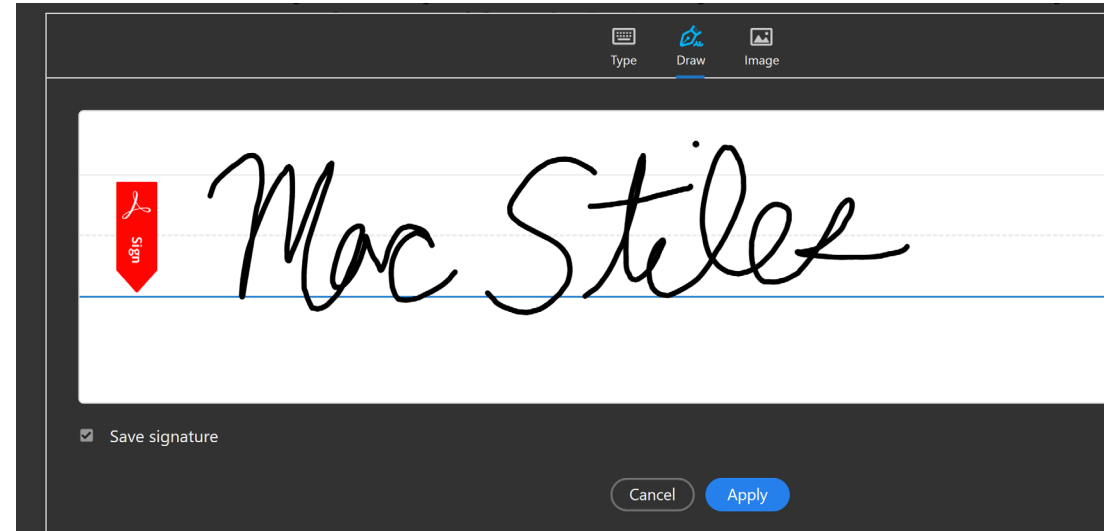 Type Draw Image
Sign
Mac Stiles
Save signature
Cancel Apply